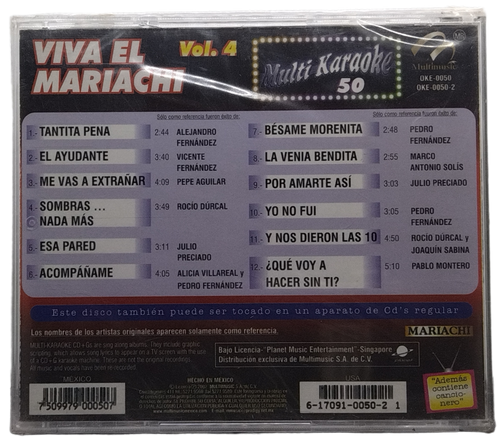 VIVA EL
MARIACHI
Vol. 4
Multi Karaoke
50
Multimusic
OKE-0050
OKE-0050-2
Sólo como referencia fueron éxito de:
1.- TANTITA PENA 2:44 ALEJANDRO
FERNÁNDEZ
2.- EL AYUDANTE 3:40 VICENTE
FERNÁNDEZ
3.- ME VAS A EXTRAÑAR 4:09 PEPE AGUILAR
4.- SOMBRAS ...
NADA MÁS 3:49 ROCÍO DÚRCAL
5.- ESA PARED 3:11 JULIO
PRECIADO
6.- ACOMPÁÑAME 4:05 ALICIA VILLAREAL y
PEDRO FERNÁNDEZ
Sólo como referencia fueron éxito de:
7.- BÉSAME MORENITA 2:48 PEDRO
FERNÁNDEZ
8.- LA VENIA BENDITA 2:55 MARCO
ANTONIO SOLÍS
9.- POR AMARTE ASÍ 3:03 JULIO PRECIADO
10.- YO NO FUI 3:05 PEDRO
FERNÁNDEZ
11.- Y NOS DIERON LAS 10 4:50 ROCÍO DÚRCAL y
JOAQUÍN SABINA
12.- ¿QUÉ VOY A
HACER SIN TI? 5:10 PABLO MONTERO
Este disco también puede ser tocado en un aparato de Cd's regular
Los nombres de los artistas originales aparecen solamente como referencia.
MARIACHI
Bajo Licencia-"Planet Music Entertainment" -Singapore
Distribución exclusiva de Multimusic S.A. de C.V.
MEXICO
7 509979 000507
HECHO EN MEXICO
USA
6-17091-0050-2 1
"Además
contiene
cancio-
nero"